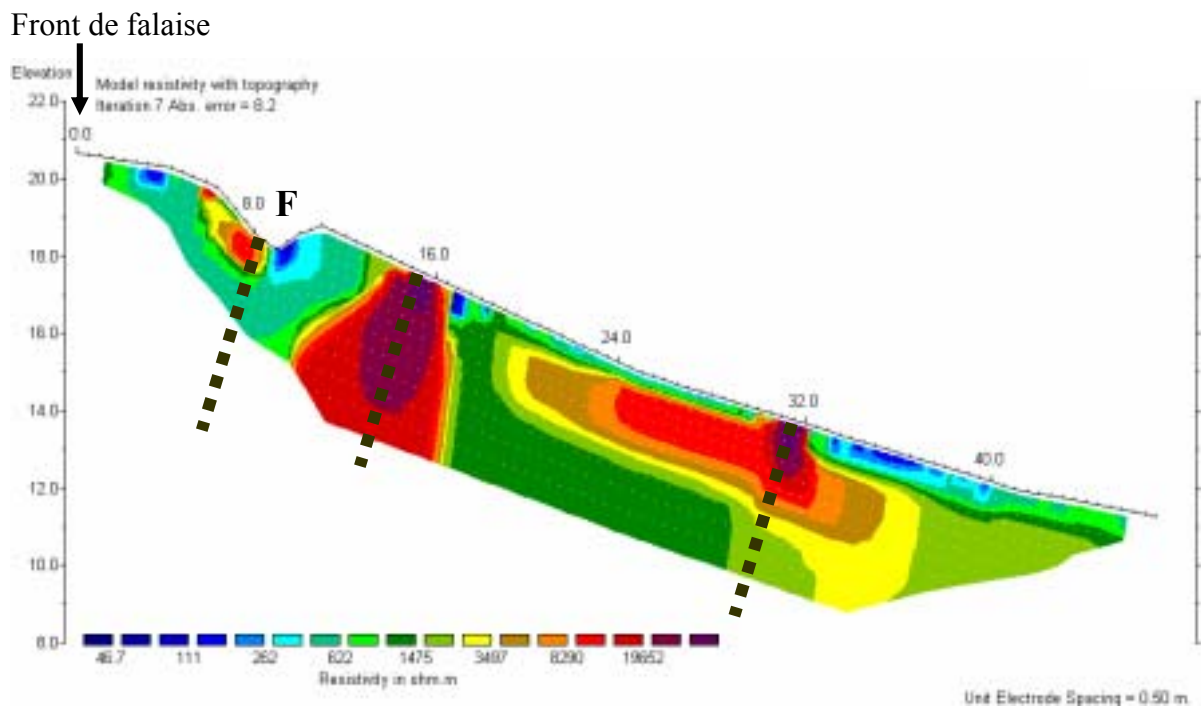 Front de falaise
Elevation
Model resistivity with topography
Iteration 7 Abs. error = 8.2
22.0
0.0
20.0
8.0
F
18.0
16.0
16.0
24.0
14.0
32.0
12.0
40.0
10.0
8.0
46.7 111 262 622 1475 3497 8290 19652
Resistivity in ohm.m
Unit Electrode Spacing = 0.50 m.